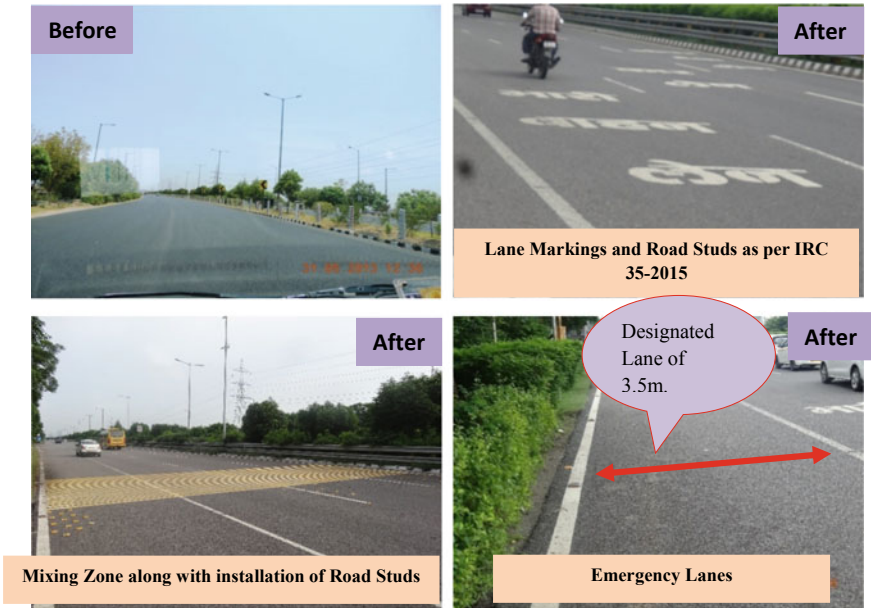 Before
After
वाहन
लेन
Lane Markings and Road Studs as per IRC
35-2015
After
Mixing Zone along with installation of Road Studs
After
Designated
Lane of
3.5m.
Emergency Lanes